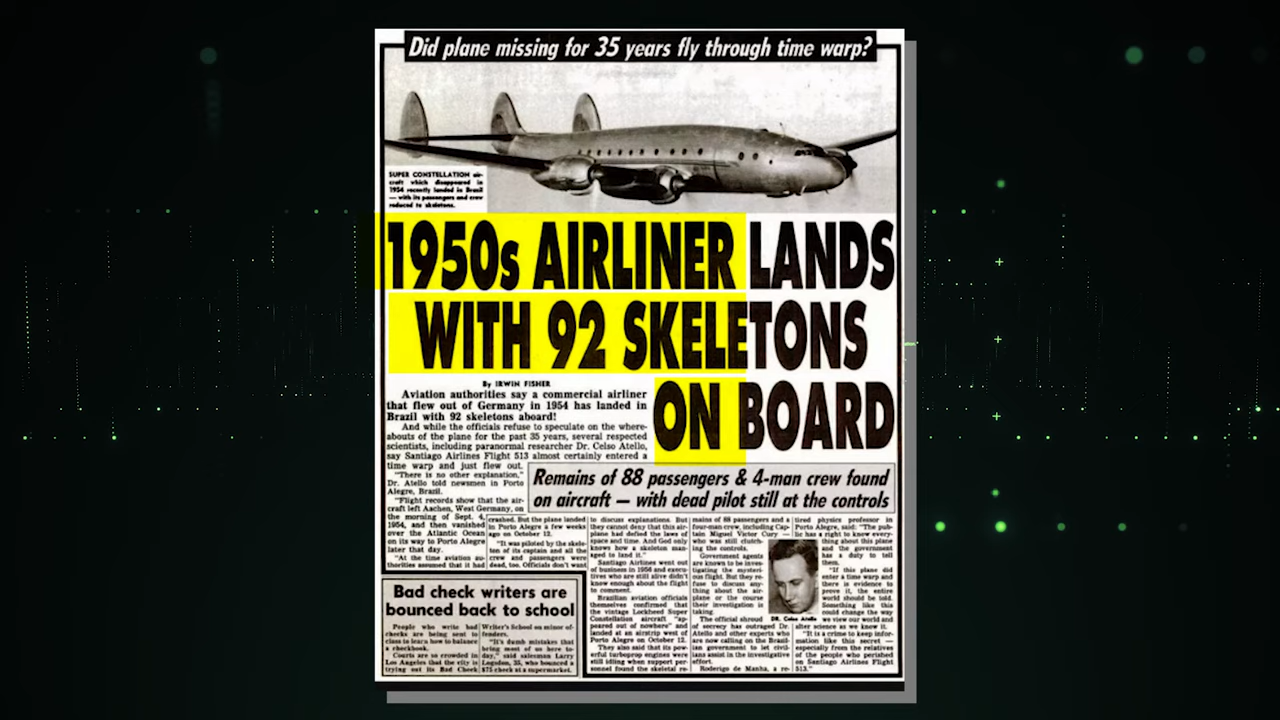 Did plane missing for 35 years fly through time warp?
SUPER CONSTELLATION air-
craft which disappeared in
1954 recently landed in Brazil
— with its passengers and crew
reduced to skeletons.
1950s AIRLINER LANDS
WITH 92 SKELETONS
ON BOARD
By IRWIN FISHER
Aviation authorities say a commercial airliner
that flew out of Germany in 1954 has landed in
Brazil with 92 skeletons aboard!
And while the officials refuse to speculate on the where-
abouts of the plane for the past 35 years, several respected
scientists, including paranormal researcher Dr. Celso Atello,
say Santiago Airlines Flight 513 almost certainly entered a
time warp and just flew out.
"There is no other explanation,"
Dr. Atello told newsmen in Porto
Alegre, Brazil.
"Flight records show that the air-
craft left Aachen, West Germany, on
the morning of Sept. 4,
1954, and then vanished
over the Atlantic Ocean
on its way to Porto Alegre
later that day.
"At the time aviation au-
thorities assumed that it had
crashed. But the plane landed
in Porto Alegre a few weeks
ago on October 12.
"It was piloted by the skele-
ton of its captain and all the
crew and passengers were
dead, too. Officials don't want
Remains of 88 passengers & 4-man crew found
on aircraft — with dead pilot still at the controls
to discuss explanations. But
they cannot deny that this air-
plane had defied the laws of
space and time. And God only
knows how a skeleton man-
aged to land it."
Santiago Airlines went out
of business in 1956 and execu-
tives who are still alive didn't
know enough about the flight
to comment.
Brazilian aviation officials
themselves confirmed that
the vintage Lockheed Super
Constellation aircraft "ap-
peared out of nowhere" and
landed at an airstrip west of
Porto Alegre on October 12.
They also said that its pow-
erful turboprop engines were
still idling when support per-
sonnel found the skeletal re-
mains of 88 passengers and a
four-man crew, including Cap-
tain Miguel Victor Cury —
who was still clutch-
ing the controls.
Government agents
are known to be inves-
tigating the mysteri-
ous flight. But they re-
fuse to discuss any-
thing about the air-
plane or the course
their investigation is
taking.
The official shroud
of secrecy has outraged Dr.
Atello and other experts who
are now calling on the Brazil-
ian government to let civil-
ians assist in the investigative
effort.
Roderigo de Manha, a re-
tired physics professor in
Porto Alegre, said: "The pub-
lic has a right to know every-
thing about this plane
and the government
has a duty to tell
them.
"If this plane did
enter a time warp and
there is evidence to
prove it, the entire
world should be told.
Something like this
could change the way
we view our world and
after science as we know it.
"It is a crime to keep infor-
mation like this secret —
especially from the relatives
of the people who perished
on Santiago Airlines Flight
513."
DR. Celso Atello
Bad check writers are
bounced back to school
People who write bad
checks are being sent to
class to learn how to balance
a checkbook.
Courts are so crowded in
Los Angeles that the city is
trying out its Bad Check
Writer's School on minor of-
fenders.
"It's dumb mistakes that
bring most of us here to-
day," said salesman Larry
Logsdon, 35, who bounced a
$75 check at a supermarket.